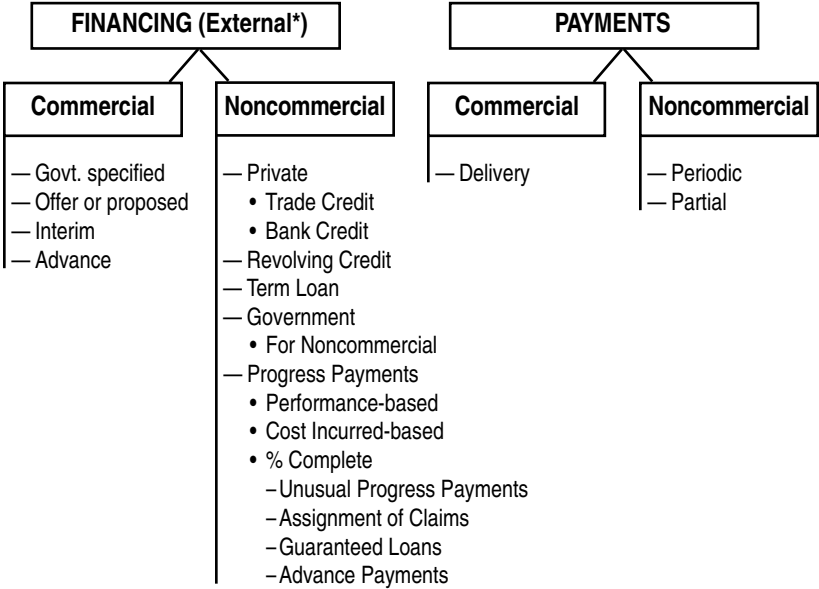 FINANCING (External*)
PAYMENTS
Commercial
Noncommercial
Commercial
Noncommercial
— Govt. specified
— Offer or proposed
— Interim
— Advance
— Private
• Trade Credit
• Bank Credit
— Revolving Credit
— Term Loan
— Government
• For Noncommercial
— Progress Payments
• Performance-based
• Cost Incurred-based
• % Complete
– Unusual Progress Payments
– Assignment of Claims
– Guaranteed Loans
– Advance Payments
— Delivery
— Periodic
— Partial